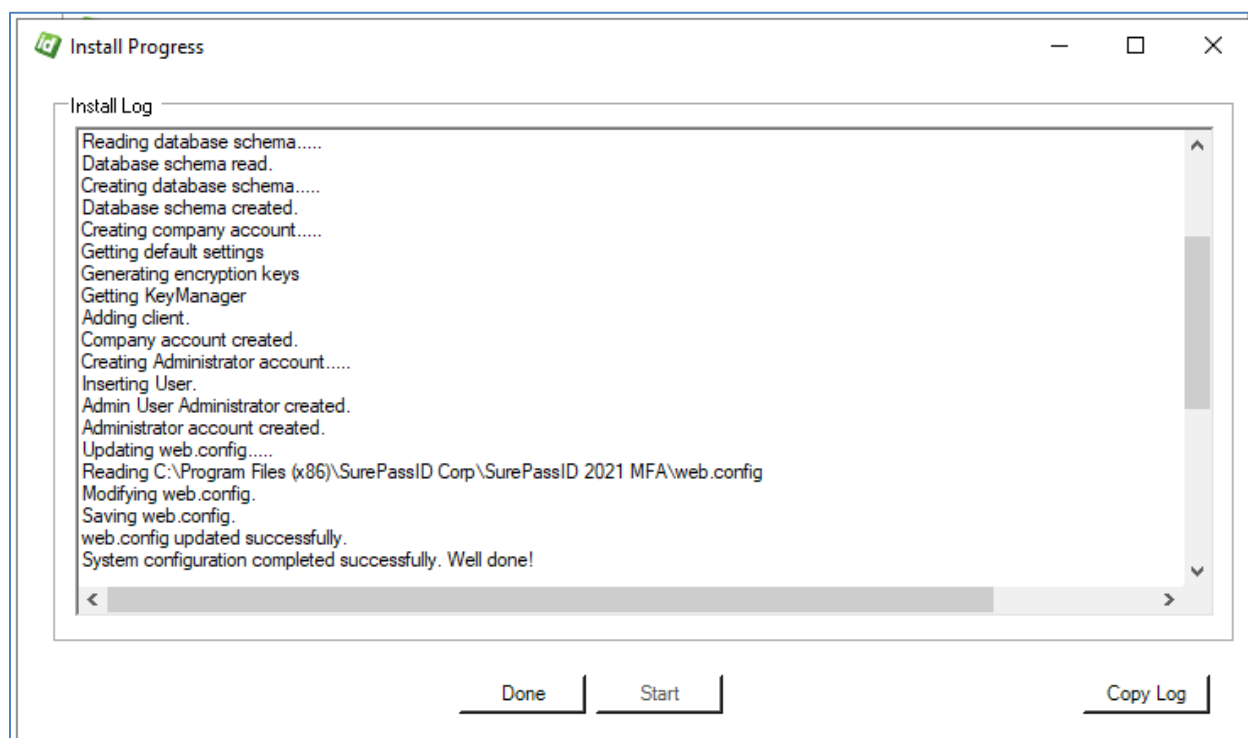 id Install Progress
Install Log
Reading database schema.....
Database schema read.
Creating database schema.....
Database schema created.
Creating company account.....
Getting default settings
Generating encryption keys
Getting KeyManager
Adding client.
Company account created.
Creating Administrator account.....
Inserting User.
Admin User Administrator created.
Administrator account created.
Updating web.config.....
Reading C:\Program Files (x86)\SurePassID Corp\SurePassID 2021 MFA\web.config
Modifying web.config.
Saving web.config.
web.config updated successfully.
System configuration completed successfully. Well done!
Done Start Copy Log